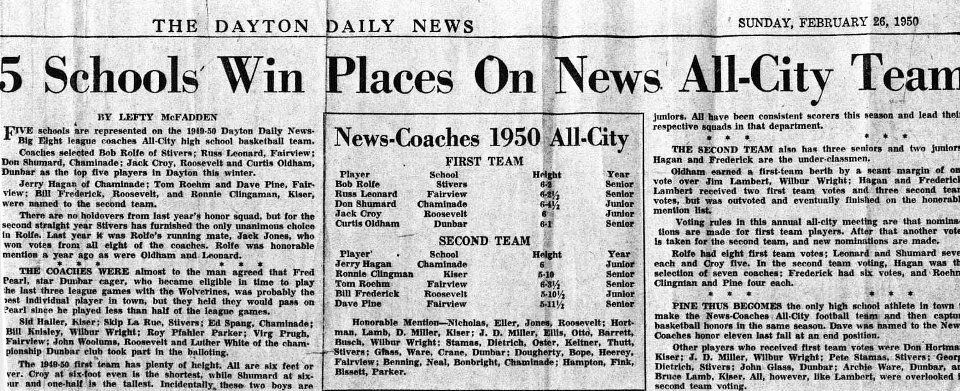 THE DAYTON DAILY NEWS
SUNDAY, FEBRUARY 26, 1950
5 Schools Win Places On News All-City Team
BY LEFTY McFADDEN
FIVE schools are represented on the 1949-50 Dayton Daily News-
Big Eight league coaches All-City high school basketball team.
Coaches selected Bob Rolfe of Stivers; Russ Leonard, Fairview;
Don Shumard, Chaminade; Jack Croy, Roosevelt and Curtis Oldham,
Dunbar as the top five players in Dayton this winter.
Jerry Hagan of Chaminade; Tom Roehm and Dave Pine, Fair-
view; Bill Frederick, Roosevelt, and Ronnie Clingman, Kiser,
were named to the second team.
There are no holdovers from last year's honor squad, but for the
second straight year Stivers has furnished the only unanimous choice
in Rolfe. Last year it was Rolfe's running mate, Jack Jones, who
won votes from all eight of the coaches. Rolfe was honorable
mention a year ago as were Oldham and Leonard.
* * * *
THE COACHES WERE almost to the man agreed that Fred
Pearl, star Dunbar cager, who became eligible in time to play
the last three league games with the Wolverines, was probably the
best individual player in town, but they held they would pass on
Pearl since he played less than half of the league games.
Sid Hailer, Kiser; Skip La Rue, Stivers; Ed Spang, Chaminade;
Bill Knisley, Wilbur Wright; Roy Pfahler Parker; Virg Prugh,
Fairview; John Woolums, Roosevelt and Luther White of the cham-
pionship Dunbar club took part in the balloting.
The 1949-50 first team has plenty of height. All are six feet or
over. Croy at six-foot even is the shortest, while Shumard at six-
four and one-half is the tallest. Incidentally, these two boys are
News-Coaches 1950 All-City
FIRST TEAM
Player School Height Year
Bob Rolfe Stivers 6-2 Senior
Russ Leonard Fairview 6-2½ Senior
Don Shumard Chaminade 6-4½ Junior
Jack Croy Roosevelt 6 Junior
Curtis Oldham Dunbar 6-1 Senior
SECOND TEAM
Player School Height Year
Jerry Hagan Chaminade 6 Junior
Ronnie Clingman Kiser 5-10 Senior
Tom Roehm Fairview 6-3½ Senior
Bill Frederick Roosevelt 5-10½ Junior
Dave Pine Fairview 5-11½ Senior
Honorable Mention—Nicholas, Eller, Jones, Roosevelt; Hort-
man, Lamb, D. Miller, Kiser; J. D. Miller, Ellis, Otto, Barrett,
Busch, Wilbur Wright; Stamas, Dietrich, Oster, Keltner, Thutt,
Stivers; Glass, Ware, Crane, Dunbar; Dougherty, Bope, Heerey,
Fairview; Benning, Neal, Bonbright, Chaminade; Hampton, Fink,
Bissett, Parker.
juniors. All have been consistent scorers this season and lead their
respective squads in that department.
* * *
THE SECOND TEAM also has three seniors and two juniors
Hagan and Frederick are the under-classmen.
Oldham earned a first-team berth by a scant margin of one
vote over Jim Lambert, Wilbur Wright; Hagan and Frederick
Lambert received two first team votes and three second team
votes, but was outvoted and eventually finished on the honorable
mention list.
Voting rules in this annual all-city meeting are that nomina-
tions are made for first team players. After that another vote
is taken for the second team, and new nominations are made.
Rolfe had eight first team votes; Leonard and Shumard seven
each and Croy five. In the second team voting, Hagan was the
selection of seven coaches; Frederick had six votes, and Roehm
Clingman and Pine four each.
* * *
PINE THUS BECOMES the only high school athlete in town to
make the News-Coaches All-City football team and then capture
basketball honors in the same season. Dave was named to the News
Coaches honor eleven last fall at an end position.
Other players who received first team votes were Don Hortman
Kiser; J. D. Miller, Wilbur Wright; Pete Stamas, Stivers; George
Dietrich, Stivers; John Glass, Dunbar; Archie Ware, Dunbar, and
Bruce Lamb, Kiser. All, however, like Lambert, were overlooked in
second team voting.